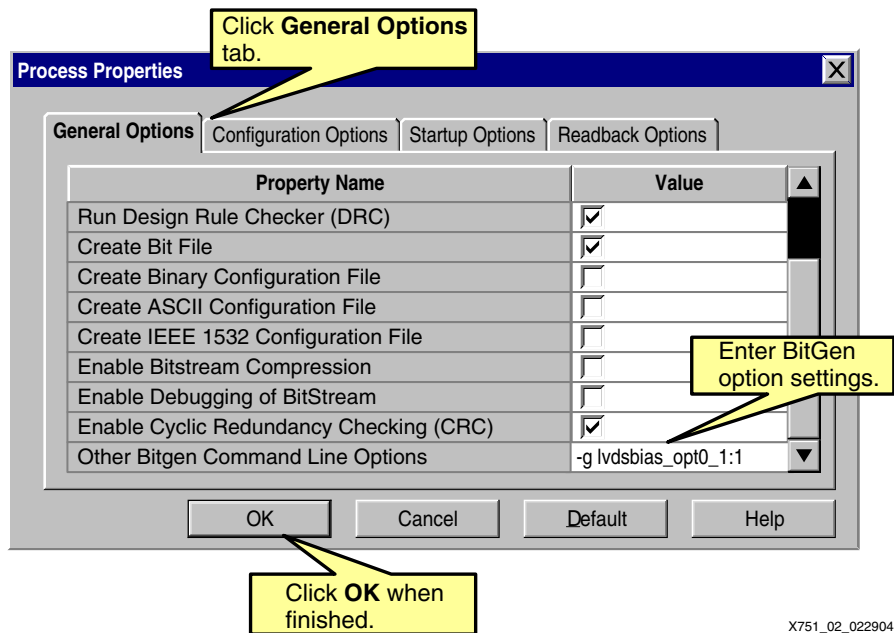 Click General Options
tab.
Process Properties
General Options
Configuration Options
Startup Options
Readback Options
Property Name
Value
Run Design Rule Checker (DRC)
Create Bit File
Create Binary Configuration File
Create ASCII Configuration File
Create IEEE 1532 Configuration File
Enable Bitstream Compression
Enable Debugging of BitStream
Enable Cyclic Redundancy Checking (CRC)
Other Bitgen Command Line Options
-g lvdsbias_opt0_1:1
Enter BitGen
option settings.
OK
Cancel
Default
Help
Click OK when
finished.
X751_02_022904